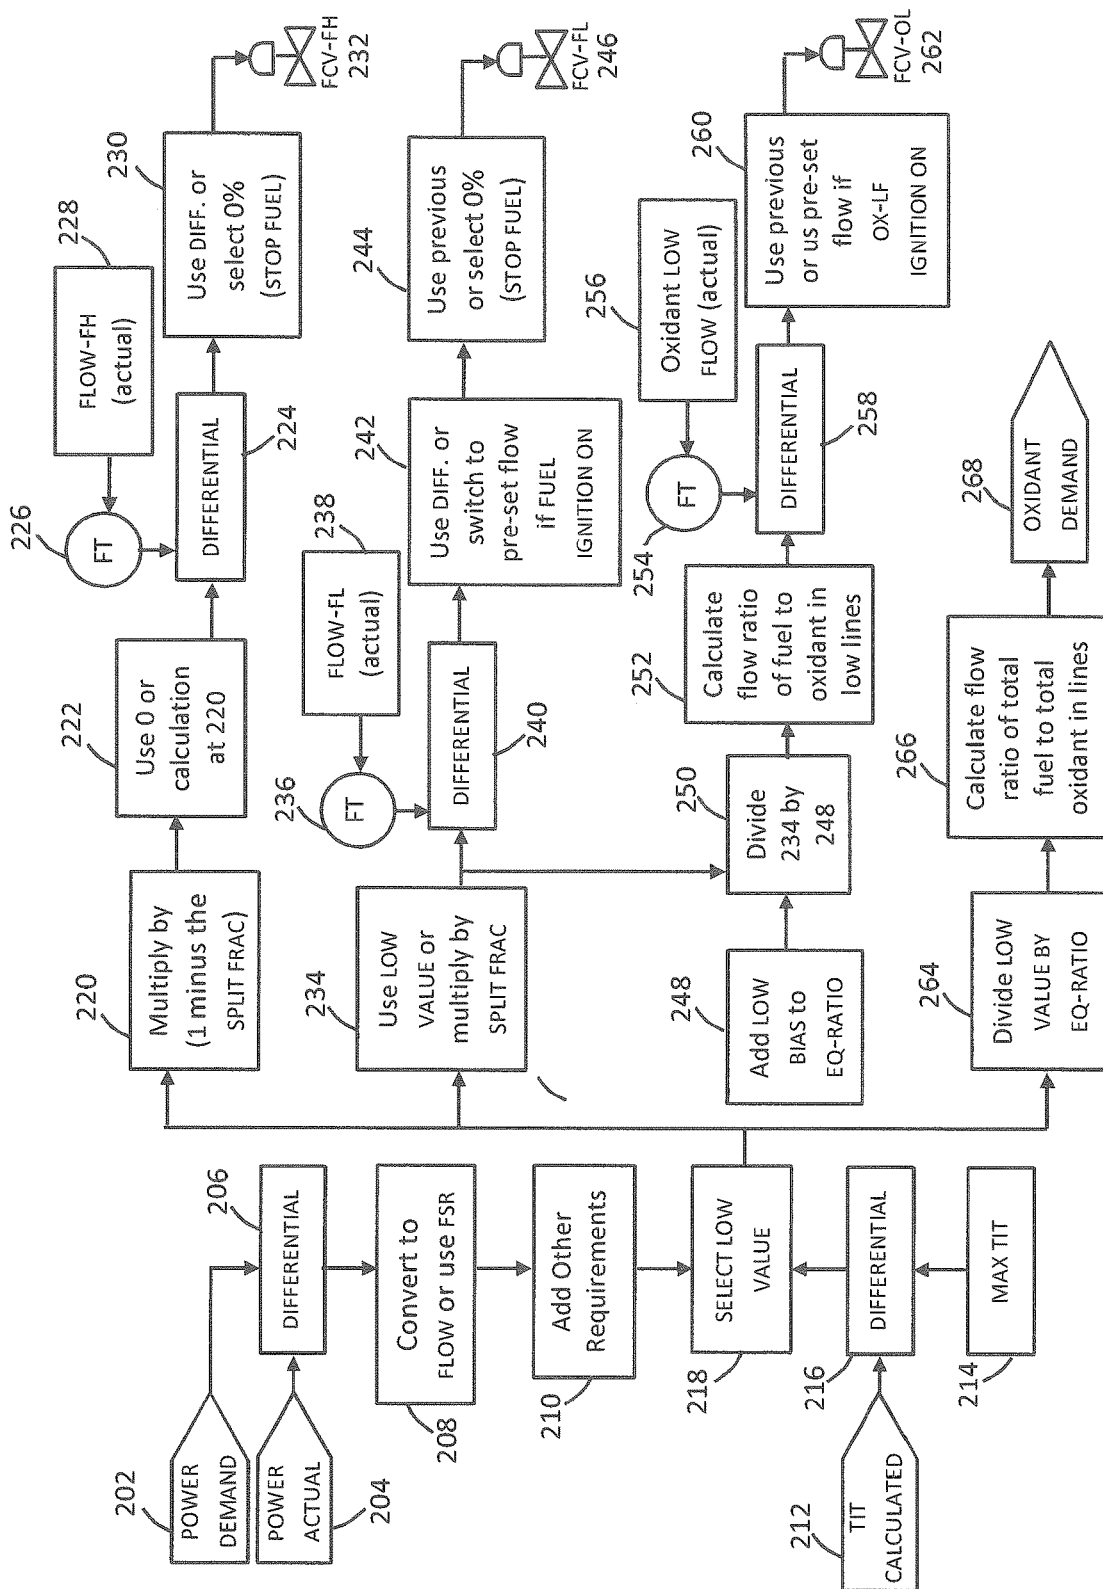 202
POWER
DEMAND
POWER
ACTUAL
204
206
DIFFERENTIAL
Convert to
FLOW or use FSR
208
Add Other
Requirements
210
SELECT LOW
VALUE
218
DIFFERENTIAL
216
MAX TIT
214
212
TIT
CALCULATED
220
Multiply by
(1 minus the
SPLIT FRAC)
222
Use 0 or
calculation
at 220
226
FT
FLOW-FH
(actual)
228
DIFFERENTIAL
224
230
Use DIFF. or
select 0%
(STOP FUEL)
FCV-FH
232
234
Use LOW
VALUE or
multiply by
SPLIT FRAC
236
FT
FLOW-FL
(actual)
238
DIFFERENTIAL
240
242
Use DIFF. or
switch to
pre-set flow
if FUEL
IGNITION ON
244
Use previous
or select 0%
(STOP FUEL)
FCV-FL
246
248
Add LOW
BIAS to
EQ-RATIO
250
Divide
234 by
248
252
Calculate
flow ratio
of fuel to
oxidant in
low lines
254
FT
256
Oxidant LOW
FLOW (actual)
DIFFERENTIAL
258
260
Use previous
or us pre-set
flow if
OX-LF
IGNITION ON
FCV-OL
262
264
Divide LOW
VALUE BY
EQ-RATIO
266
Calculate flow
ratio of total
fuel to total
oxidant in lines
268
OXIDANT
DEMAND